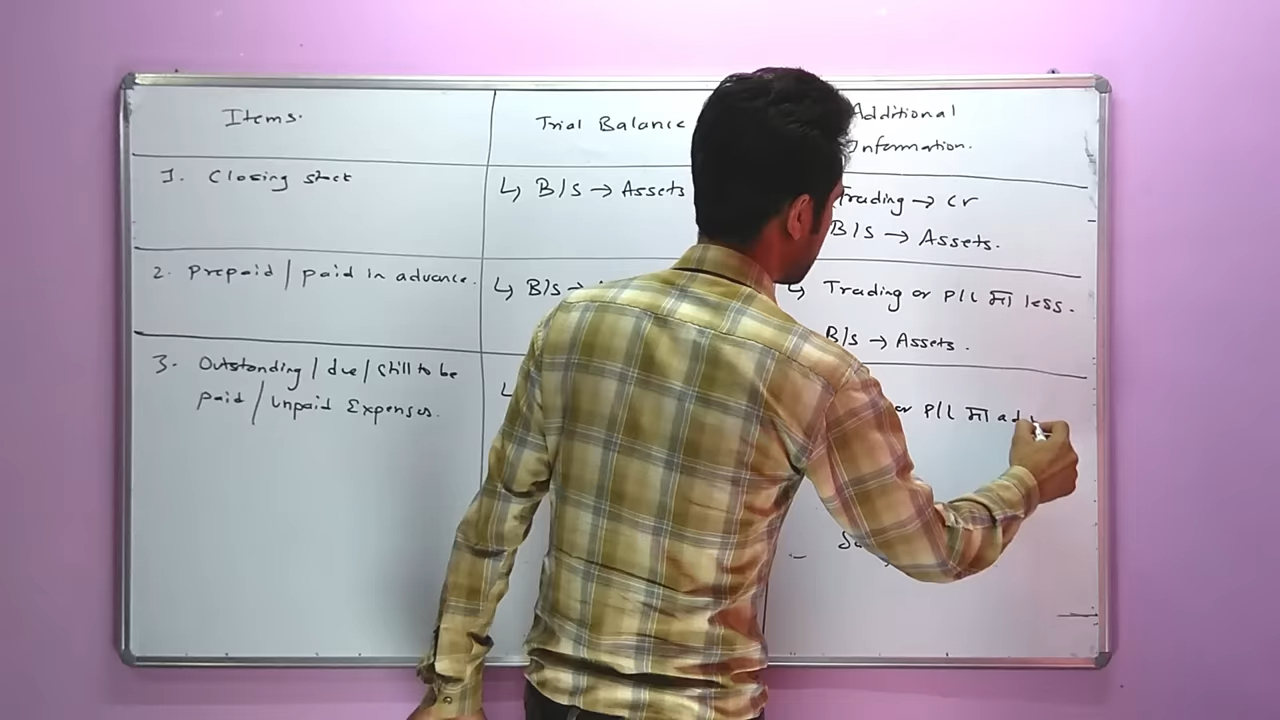 Items.
Trial Balance
Additional
Information.
1. Closing stock
↳ B/S → Assets
Trading → cr
B/S → Assets.
2. Prepaid / paid in advance.
↳ B/S →
↳ Trading or P/L मा less.
B/S → Assets.
3. Outstanding / due / still to be
paid / Unpaid Expenses.
↳
or P/L मा add